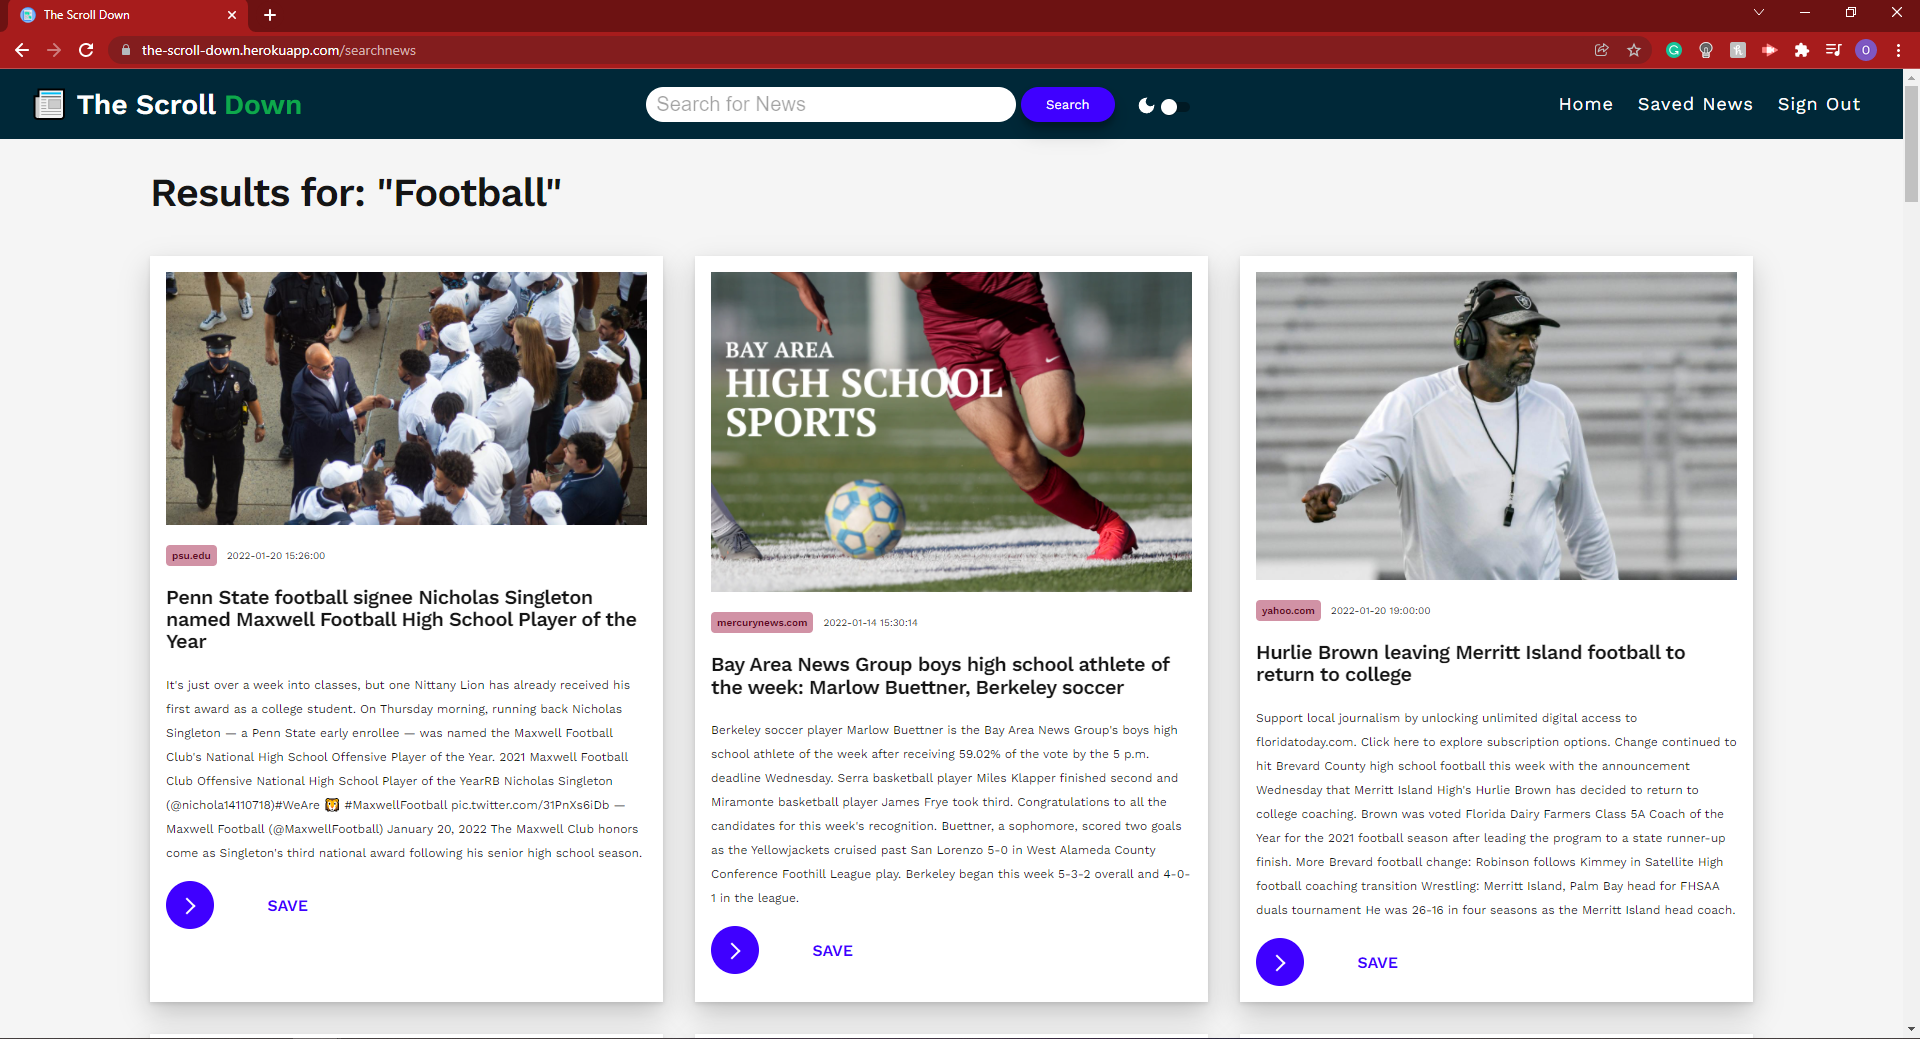 The Scroll Down
the-scroll-down.herokuapp.com/searchnews
O
The Scroll Down
Search for News
Search
Home
Saved News
Sign Out
Results for: "Football"
psu.edu 2022-01-20 15:26:00
Penn State football signee Nicholas Singleton
named Maxwell Football High School Player of the
Year
It's just over a week into classes, but one Nittany Lion has already received his
first award as a college student. On Thursday morning, running back Nicholas
Singleton — a Penn State early enrollee — was named the Maxwell Football
Club's National High School Offensive Player of the Year. 2021 Maxwell Football
Club Offensive National High School Player of the YearRB Nicholas Singleton
(@nichola14110718)#WeAre 🦁 #MaxwellFootball pic.twitter.com/31PnXs6iDb —
Maxwell Football (@MaxwellFootball) January 20, 2022 The Maxwell Club honors
come as Singleton's third national award following his senior high school season.
SAVE
BAY AREA
HIGH SCHOOL
SPORTS
mercurynews.com 2022-01-14 15:30:14
Bay Area News Group boys high school athlete of
the week: Marlow Buettner, Berkeley soccer
Berkeley soccer player Marlow Buettner is the Bay Area News Group's boys high
school athlete of the week after receiving 59.02% of the vote by the 5 p.m.
deadline Wednesday. Serra basketball player Miles Klapper finished second and
Miramonte basketball player James Frye took third. Congratulations to all the
candidates for this week's recognition. Buettner, a sophomore, scored two goals
as the Yellowjackets cruised past San Lorenzo 5-0 in West Alameda County
Conference Foothill League play. Berkeley began this week 5-3-2 overall and 4-0-
1 in the league.
SAVE
yahoo.com 2022-01-20 19:00:00
Hurlie Brown leaving Merritt Island football to
return to college
Support local journalism by unlocking unlimited digital access to
floridatoday.com. Click here to explore subscription options. Change continued to
hit Brevard County high school football this week with the announcement
Wednesday that Merritt Island High's Hurlie Brown has decided to return to
college coaching. Brown was voted Florida Dairy Farmers Class 5A Coach of the
Year for the 2021 football season after leading the program to a state runner-up
finish. More Brevard football change: Robinson follows Kimmey in Satellite High
football coaching transition Wrestling: Merritt Island, Palm Bay head for FHSAA
duals tournament He was 26-16 in four seasons as the Merritt Island head coach.
SAVE